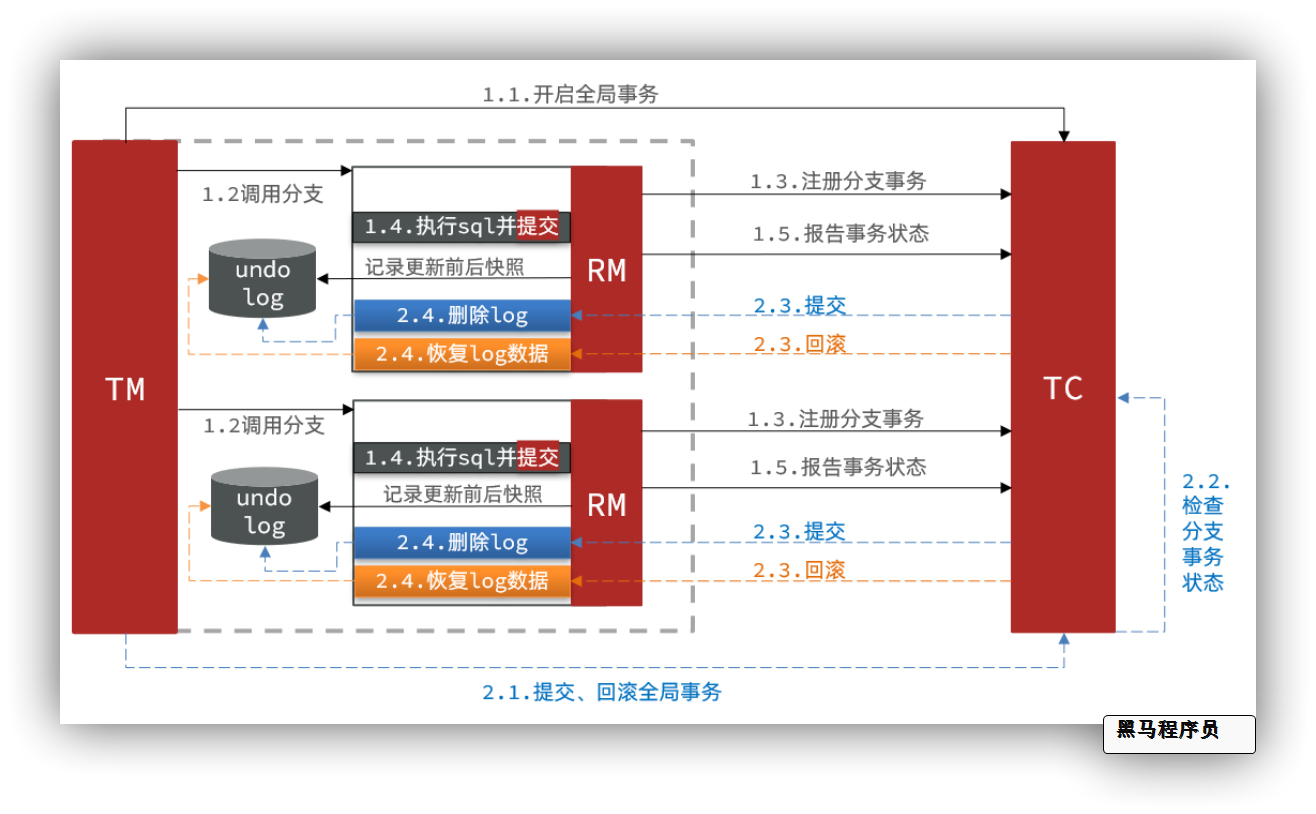 1.1.开启全局事务
TM
1.2调用分支
1.4.执行sql并提交
记录更新前后快照
undo
log
2.4.删除log
2.4.恢复log数据
RM
1.3.注册分支事务
1.5.报告事务状态
2.3.提交
2.3.回滚
TC
1.2调用分支
1.4.执行sql并提交
记录更新前后快照
undo
log
2.4.删除log
2.4.恢复log数据
RM
1.3.注册分支事务
1.5.报告事务状态
2.3.提交
2.3.回滚
2.2.
检查
分支
事务
状态
2.1.提交、回滚全局事务
黑马程序员